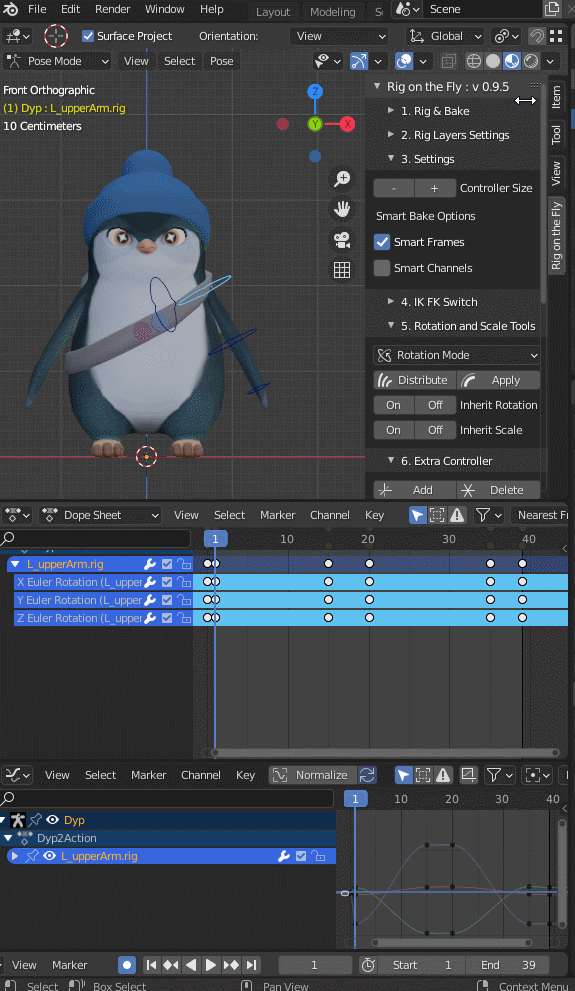 File Edit Render Window Help Layout Modeling Scene
Surface Project Orientation: View Global
Pose Mode View Select Pose
Front Orthographic
(1) Dyp : L_upperArm.rig
10 Centimeters
Z
X
Y
Rig on the Fly : v 0.9.5
1. Rig & Bake
2. Rig Layers Settings
3. Settings
- + Controller Size
Smart Bake Options
Smart Frames
Smart Channels
4. IK FK Switch
5. Rotation and Scale Tools
Rotation Mode
Distribute Apply
On Off Inherit Rotation
On Off Inherit Scale
6. Extra Controller
Add Delete
Item
Tool
View
Rig on the Fly
Dope Sheet View Select Marker Channel Key Nearest Fr
1 10 20 30 40
L_upperArm.rig
X Euler Rotation (L_upper
Y Euler Rotation (L_upper
Z Euler Rotation (L_upper
View Select Marker Channel Key Normalize
1 10 20 30 40
Dyp
Dyp2Action
L_upperArm.rig
0
View Marker 1 Start 1 End 39
Select Box Select Pan View Context Menu